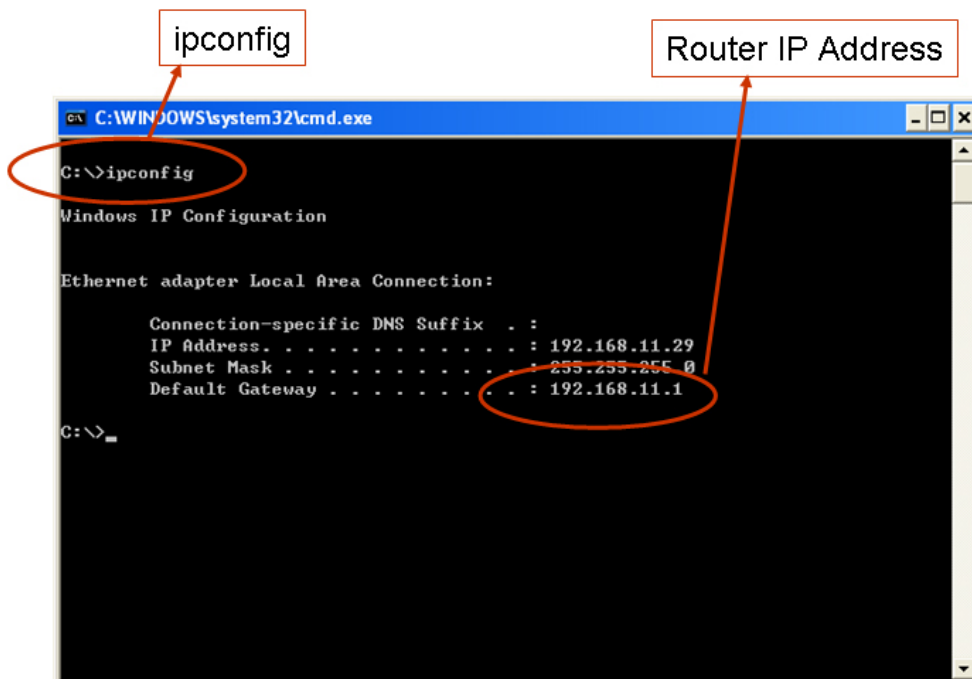 ipconfig
Router IP Address
C:\WINDOWS\system32\cmd.exe
C:\>ipconfig
Windows IP Configuration
Ethernet adapter Local Area Connection:
Connection-specific DNS Suffix . :
IP Address. . . . . . . . . . . . : 192.168.11.29
Subnet Mask . . . . . . . . . . . : 255.255.255.0
Default Gateway . . . . . . . . . : 192.168.11.1
C:\>_